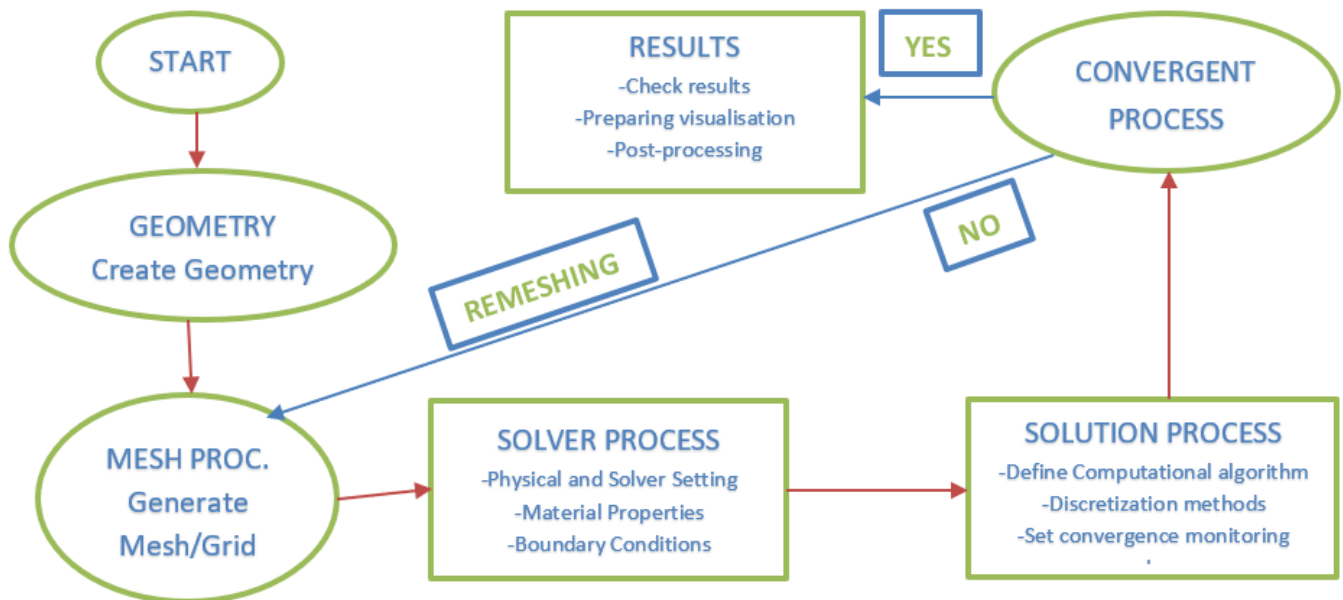 START
GEOMETRY
Create Geometry
MESH PROC.
Generate
Mesh/Grid
SOLVER PROCESS
-Physical and Solver Setting
-Material Properties
-Boundary Conditions
SOLUTION PROCESS
-Define Computational algorithm
-Discretization methods
-Set convergence monitoring
CONVERGENT
PROCESS
YES
RESULTS
-Check results
-Preparing visualisation
-Post-processing
NO
REMESHING